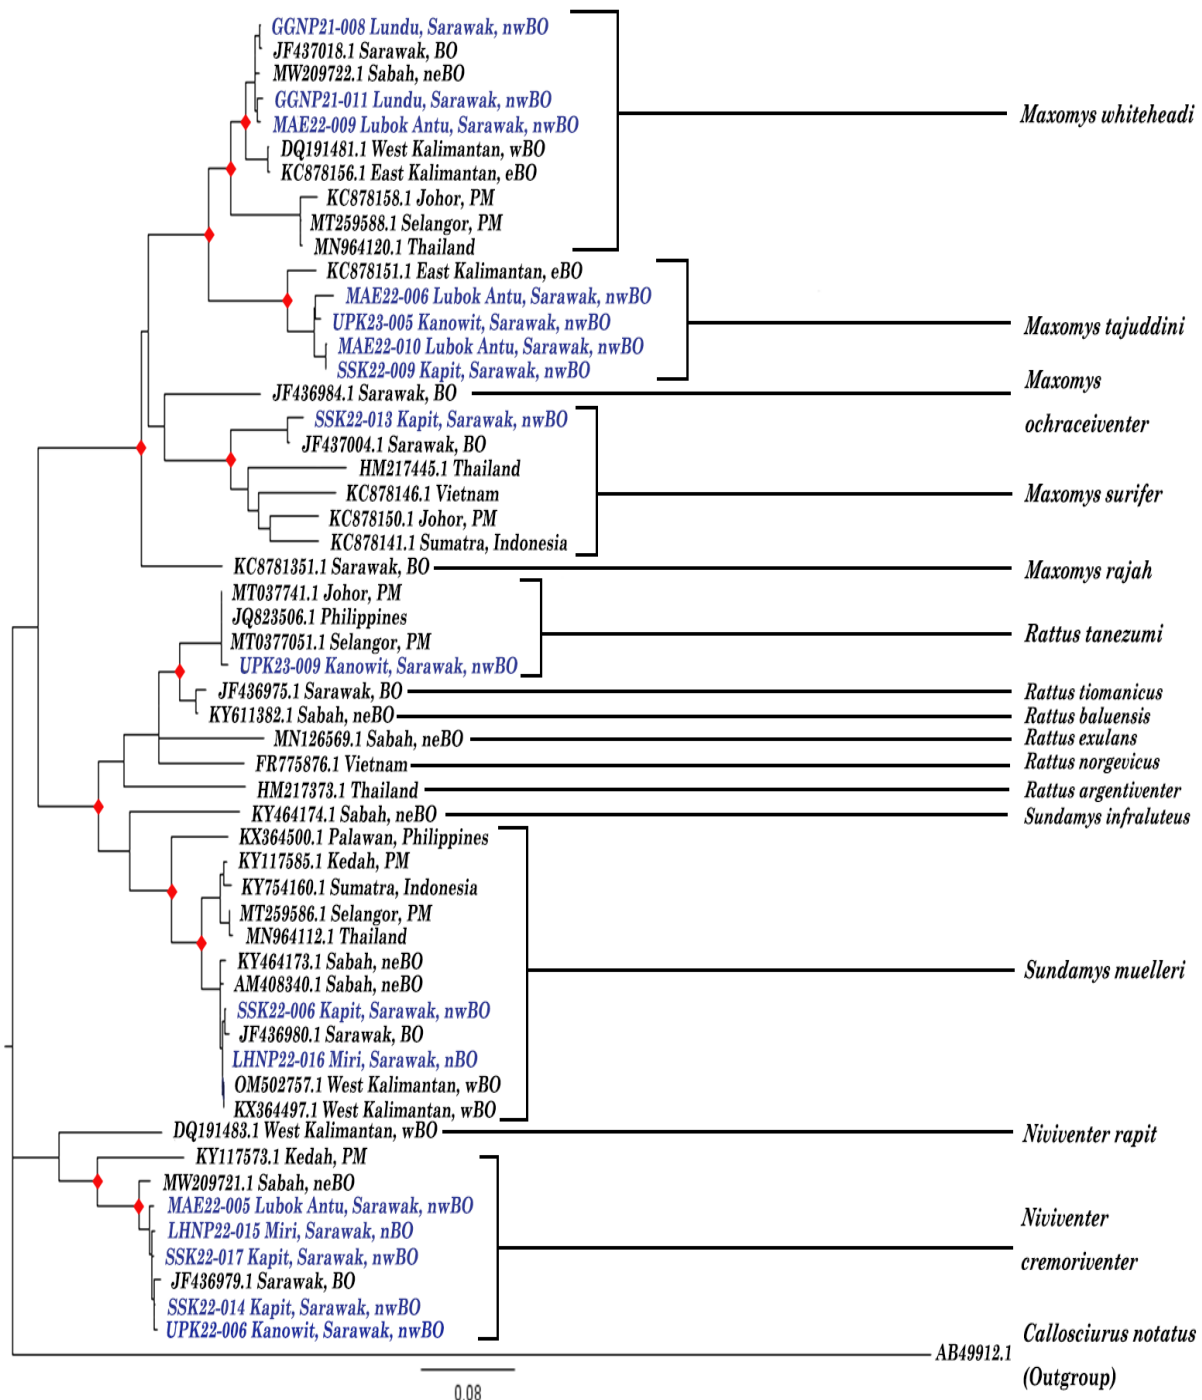 GGNP21-008 Lundu, Sarawak, nwBO
JF437018.1 Sarawak, BO
MW209722.1 Sabah, neBO
GGNP21-011 Lundu, Sarawak, nwBO
Maxomys whiteheadi
MAE22-009 Lubok Antu, Sarawak, nwBO
DQ191481.1 West Kalimantan, wBO
KC878156.1 East Kalimantan, eBO
KC878158.1 Johor, PM
MT259588.1 Selangor, PM
MN964120.1 Thailand
KC878151.1 East Kalimantan, eBO
MAE22-006 Lubok Antu, Sarawak, nwBO
UPK23-005 Kanowit, Sarawak, nwBO
Maxomys tajuddini
MAE22-010 Lubok Antu, Sarawak, nwBO
SSK22-009 Kapit, Sarawak, nwBO
JF436984.1 Sarawak, BO
Maxomys
ochraceiventer
SSK22-013 Kapit, Sarawak, nwBO
JF437004.1 Sarawak, BO
HM217445.1 Thailand
KC878146.1 Vietnam
Maxomys surifer
KC878150.1 Johor, PM
KC878141.1 Sumatra, Indonesia
KC8781351.1 Sarawak, BO
Maxomys rajah
MT037741.1 Johor, PM
JQ823506.1 Philippines
MT0377051.1 Selangor, PM
Rattus tanezumi
UPK23-009 Kanowit, Sarawak, nwBO
JF436975.1 Sarawak, BO
Rattus tiomanicus
KY611382.1 Sabah, neBO
Rattus baluensis
MN126569.1 Sabah, neBO
Rattus exulans
FR775876.1 Vietnam
Rattus norgevicus
HM217373.1 Thailand
Rattus argentiventer
KY464174.1 Sabah, neBO
Sundamys infraluteus
KX364500.1 Palawan, Philippines
KY117585.1 Kedah, PM
KY754160.1 Sumatra, Indonesia
MT259586.1 Selangor, PM
MN964112.1 Thailand
KY464173.1 Sabah, neBO
Sundamys muelleri
AM408340.1 Sabah, neBO
SSK22-006 Kapit, Sarawak, nwBO
JF436980.1 Sarawak, BO
LHNP22-016 Miri, Sarawak, nBO
OM502757.1 West Kalimantan, wBO
KX364497.1 West Kalimantan, wBO
DQ191483.1 West Kalimantan, wBO
Niviventer rapit
KY117573.1 Kedah, PM
MW209721.1 Sabah, neBO
MAE22-005 Lubok Antu, Sarawak, nwBO
LHNP22-015 Miri, Sarawak, nBO
SSK22-017 Kapit, Sarawak, nwBO
Niviventer
cremoriventer
JF436979.1 Sarawak, BO
SSK22-014 Kapit, Sarawak, nwBO
UPK22-006 Kanowit, Sarawak, nwBO
AB49912.1
Callosciurus notatus
(Outgroup)
0.08